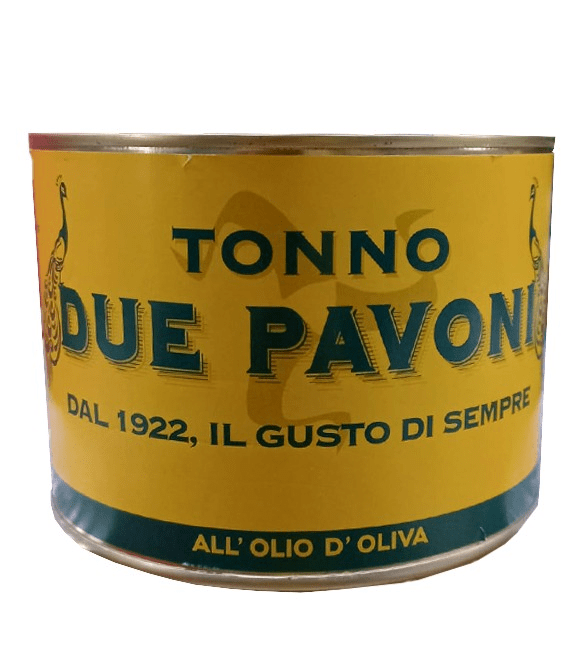 TONNO
DUE PAVONI
DAL 1922, IL GUSTO DI SEMPRE
ALL' OLIO D' OLIVA